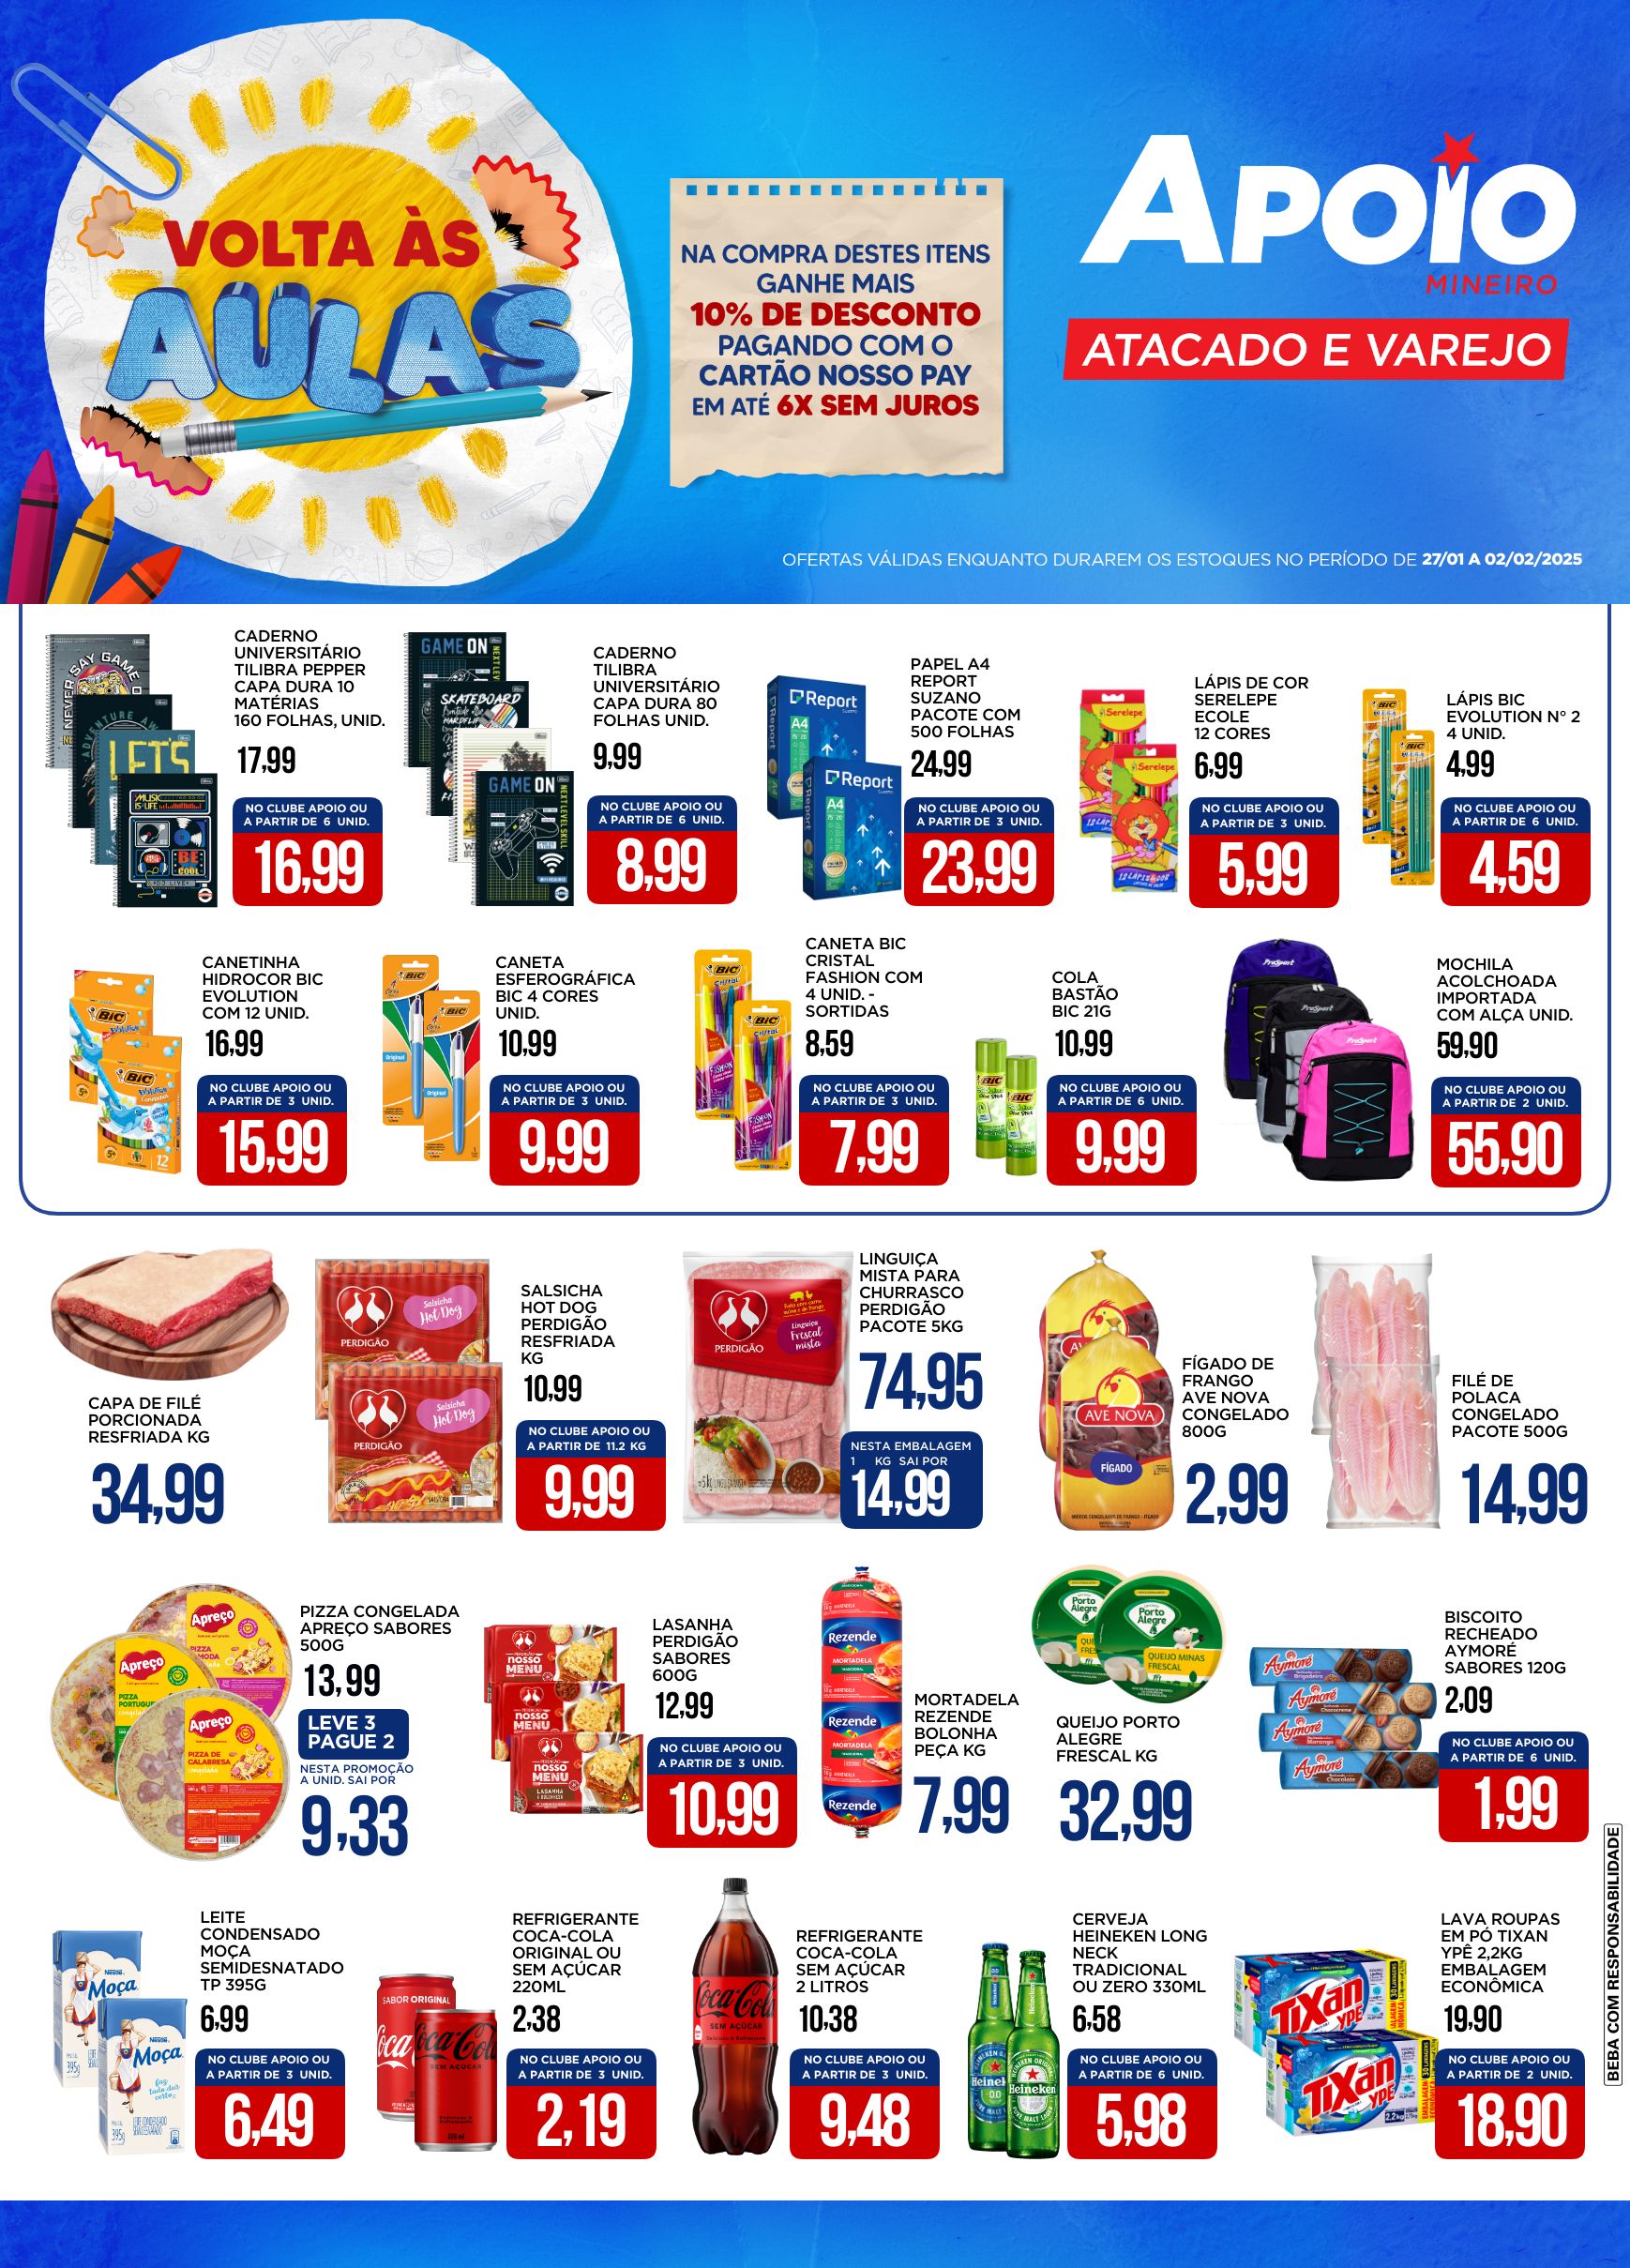 VOLTA ÀS
AULAS
NA COMPRA DESTES ITENS
GANHE MAIS
10% DE DESCONTO
PAGANDO COM O
CARTÃO NOSSO PAY
EM ATÉ 6X SEM JUROS
APOIO
MINEIRO
ATACADO E VAREJO
OFERTAS VÁLIDAS ENQUANTO DURAREM OS ESTOQUES NO PERÍODO DE 27/01 A 02/02/2025
CADERNO
UNIVERSITÁRIO
TILIBRA PEPPER
CAPA DURA 10
MATÉRIAS
160 FOLHAS, UNID.
17,99
NO CLUBE APOIO OU
A PARTIR DE 6 UNID.
16,99
CADERNO
TILIBRA
UNIVERSITÁRIO
CAPA DURA 80
FOLHAS UNID.
9,99
NO CLUBE APOIO OU
A PARTIR DE 6 UNID.
8,99
PAPEL A4
REPORT
SUZANO
PACOTE COM
500 FOLHAS
24,99
NO CLUBE APOIO OU
A PARTIR DE 3 UNID.
23,99
LÁPIS DE COR
SERELEPE
ECOLE
12 CORES
6,99
NO CLUBE APOIO OU
A PARTIR DE 3 UNID.
5,99
LÁPIS BIC
EVOLUTION N° 2
4 UNID.
4,99
NO CLUBE APOIO OU
A PARTIR DE 6 UNID.
4,59
CANETINHA
HIDROCOR BIC
EVOLUTION
COM 12 UNID.
16,99
NO CLUBE APOIO OU
A PARTIR DE 3 UNID.
15,99
CANETA
ESFEROGRÁFICA
BIC 4 CORES
UNID.
10,99
NO CLUBE APOIO OU
A PARTIR DE 3 UNID.
9,99
CANETA BIC
CRISTAL
FASHION COM
4 UNID. -
SORTIDAS
8,59
NO CLUBE APOIO OU
A PARTIR DE 3 UNID.
7,99
COLA
BASTÃO
BIC 21G
10,99
NO CLUBE APOIO OU
A PARTIR DE 6 UNID.
9,99
MOCHILA
ACOLCHOADA
IMPORTADA
COM ALÇA UNID.
59,90
NO CLUBE APOIO OU
A PARTIR DE 2 UNID.
55,90
CAPA DE FILÉ
PORCIONADA
RESFRIADA KG
34,99
SALSICHA
HOT DOG
PERDIGÃO
RESFRIADA
KG
10,99
NO CLUBE APOIO OU
A PARTIR DE 11.2 KG
9,99
LINGUIÇA
MISTA PARA
CHURRASCO
PERDIGÃO
PACOTE 5KG
74,95
NESTA EMBALAGEM
1 KG SAI POR
14,99
FÍGADO DE
FRANGO
AVE NOVA
CONGELADO
800G
2,99
FILÉ DE
POLACA
CONGELADO
PACOTE 500G
14,99
PIZZA CONGELADA
APREÇO SABORES
500G
13,99
LEVE 3
PAGUE 2
NESTA PROMOÇÃO
A UNID. SAI POR
9,33
LASANHA
PERDIGÃO
SABORES
600G
12,99
NO CLUBE APOIO OU
A PARTIR DE 3 UNID.
10,99
MORTADELA
REZENDE
BOLONHA
PEÇA KG
7,99
QUEIJO PORTO
ALEGRE
FRESCAL KG
32,99
BISCOITO
RECHEADO
AYMORÉ
SABORES 120G
2,09
NO CLUBE APOIO OU
A PARTIR DE 6 UNID.
1,99
LEITE
CONDENSADO
MOÇA
SEMIDESNATADO
TP 395G
6,99
NO CLUBE APOIO OU
A PARTIR DE 3 UNID.
6,49
REFRIGERANTE
COCA-COLA
ORIGINAL OU
SEM AÇÚCAR
220ML
2,38
NO CLUBE APOIO OU
A PARTIR DE 3 UNID.
2,19
REFRIGERANTE
COCA-COLA
SEM AÇÚCAR
2 LITROS
10,38
NO CLUBE APOIO OU
A PARTIR DE 3 UNID.
9,48
CERVEJA
HEINEKEN LONG
NECK
TRADICIONAL
OU ZERO 330ML
6,58
NO CLUBE APOIO OU
A PARTIR DE 6 UNID.
5,98
LAVA ROUPAS
EM PÓ TIXAN
YPÊ 2,2KG
EMBALAGEM
ECONÔMICA
19,90
NO CLUBE APOIO OU
A PARTIR DE 2 UNID.
18,90
BEBA COM RESPONSABILIDADE